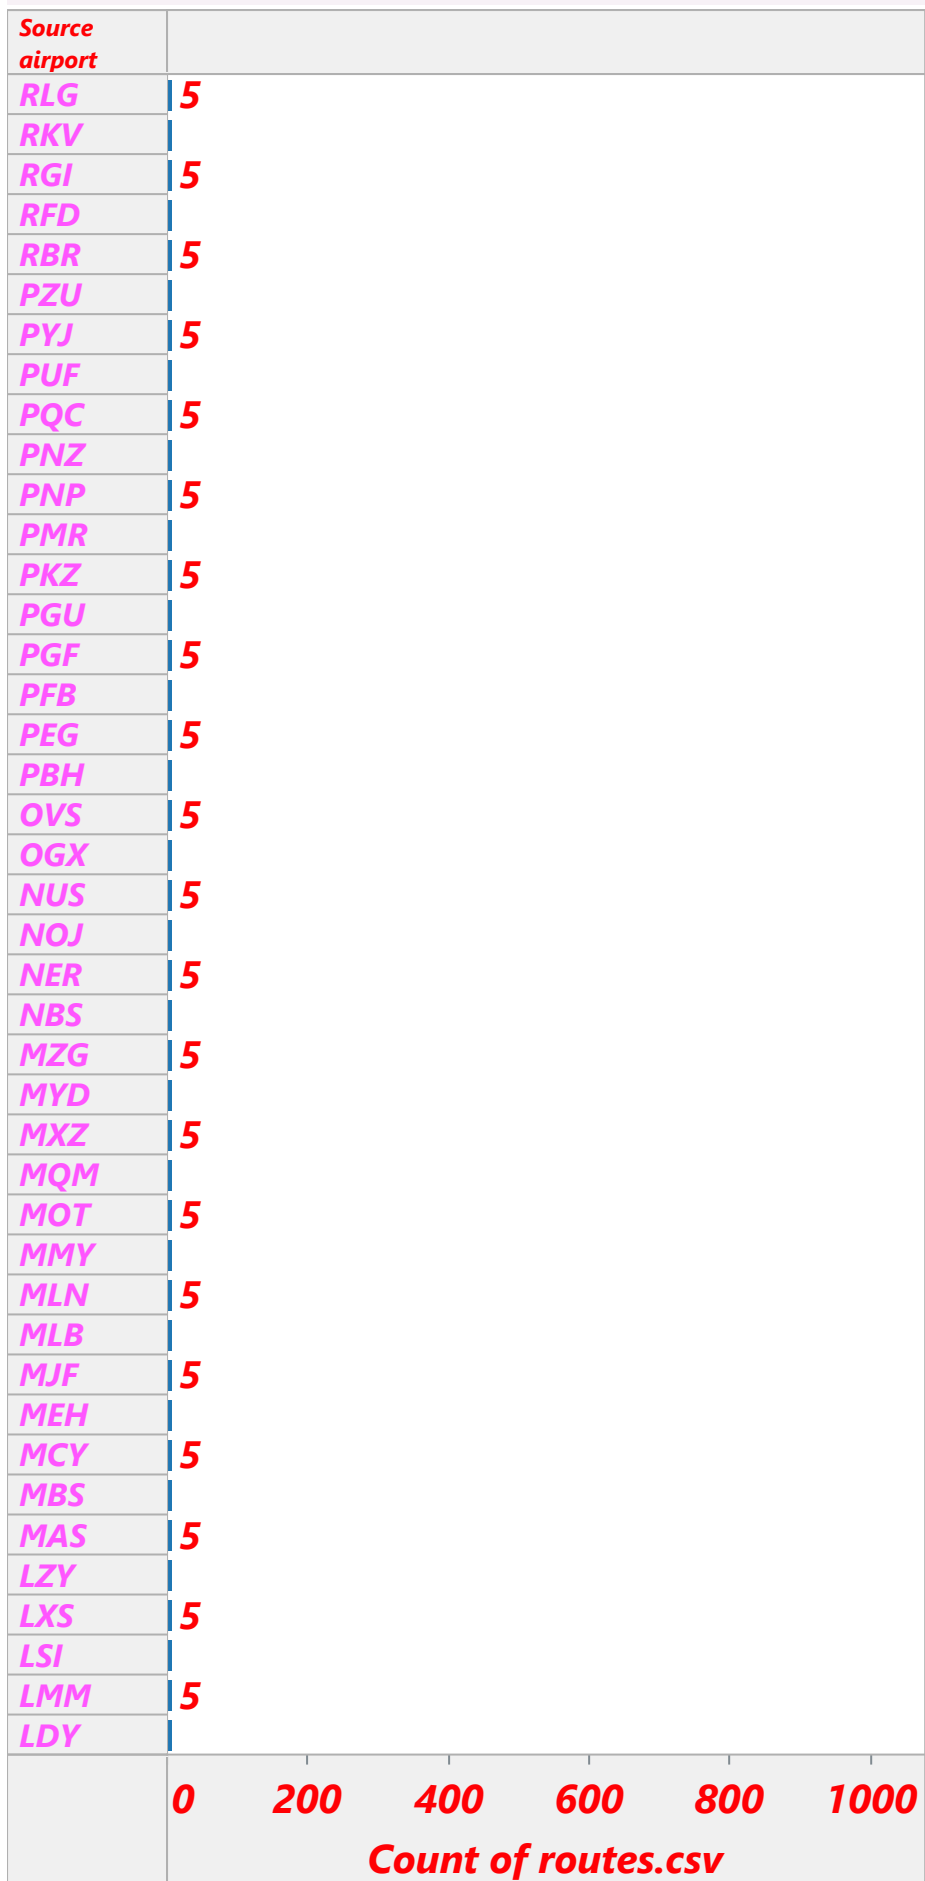 Source
airport
RLG 5
RKV
RGI 5
RFD
RBR 5
PZU
PYJ 5
PUF
PQC 5
PNZ
PNP 5
PMR
PKZ 5
PGU
PGF 5
PFB
PEG 5
PBH
OVS 5
OGX
NUS 5
NOJ
NER 5
NBS
MZG 5
MYD
MXZ 5
MQM
MOT 5
MMY
MLN 5
MLB
MJF 5
MEH
MCY 5
MBS
MAS 5
LZY
LXS 5
LSI
LMM 5
LDY
0 200 400 600 800 1000
Count of routes.csv